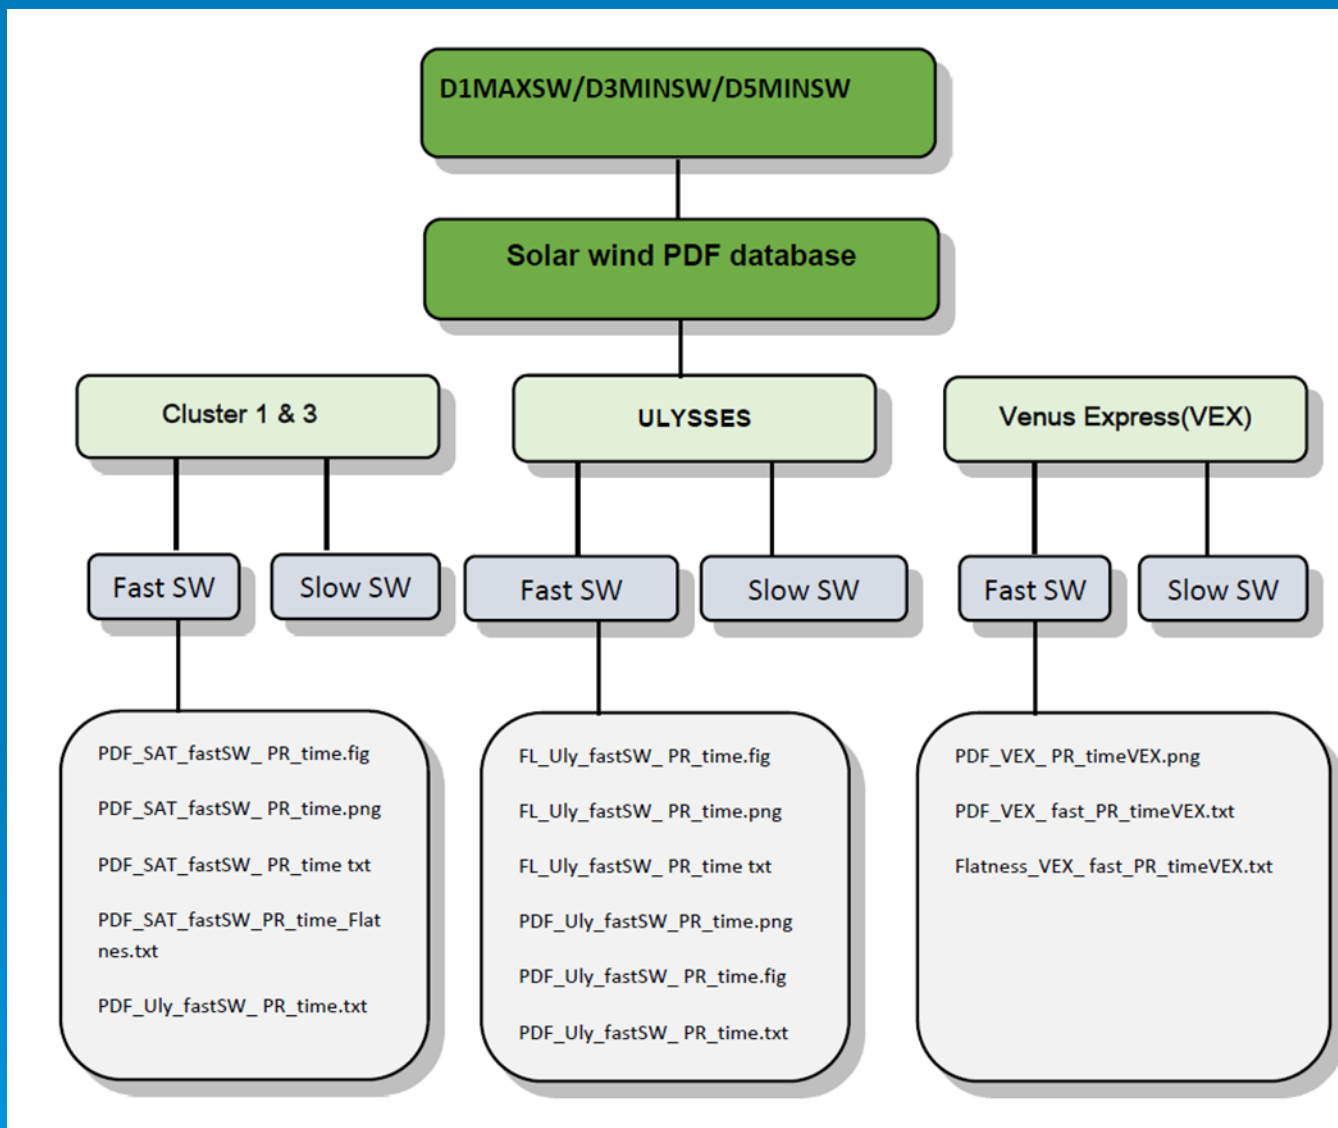 D1MAXSW/D3MINSW/D5MINSW
Solar wind PDF database
Cluster 1 & 3
ULYSSES
Venus Express(VEX)
Fast SW
Slow SW
Fast SW
Slow SW
Fast SW
Slow SW
PDF_SAT_fastSW_ PR_time.fig
PDF_SAT_fastSW_ PR_time.png
PDF_SAT_fastSW_ PR_time txt
PDF_SAT_fastSW_PR_time_Flat
nes.txt
PDF_Uly_fastSW_ PR_time.txt
FL_Uly_fastSW_ PR_time.fig
FL_Uly_fastSW_ PR_time.png
FL_Uly_fastSW_ PR_time txt
PDF_Uly_fastSW_PR_time.png
PDF_Uly_fastSW_ PR_time.fig
PDF_Uly_fastSW_ PR_time.txt
PDF_VEX_ PR_timeVEX.png
PDF_VEX_ fast_PR_timeVEX.txt
Flatness_VEX_ fast_PR_timeVEX.txt